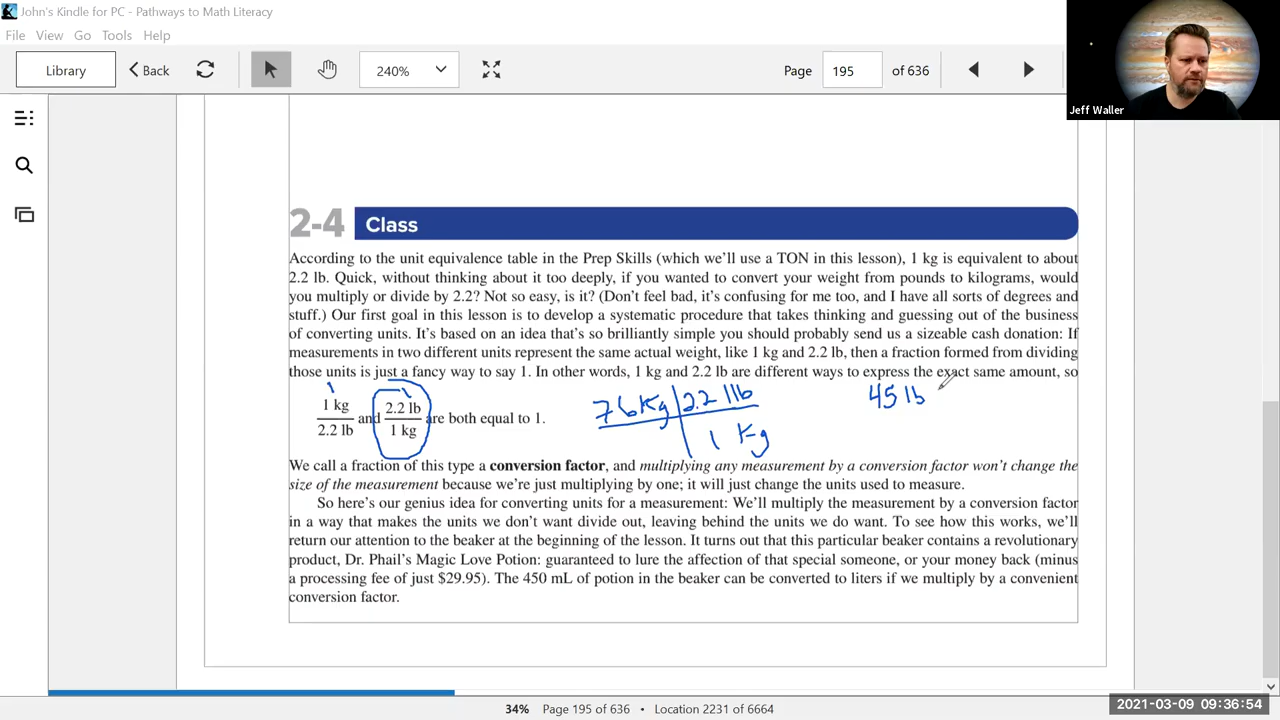 John's Kindle for PC - Pathways to Math Literacy
File View Go Tools Help
Library Back 240% Page 195 of 636
Jeff Waller
2-4 Class
According to the unit equivalence table in the Prep Skills (which we'll use a TON in this lesson), 1 kg is equivalent to about
2.2 lb. Quick, without thinking about it too deeply, if you wanted to convert your weight from pounds to kilograms, would
you multiply or divide by 2.2? Not so easy, is it? (Don't feel bad, it's confusing for me too, and I have all sorts of degrees and
stuff.) Our first goal in this lesson is to develop a systematic procedure that takes thinking and guessing out of the business
of converting units. It's based on an idea that's so brilliantly simple you should probably send us a sizeable cash donation: If
measurements in two different units represent the same actual weight, like 1 kg and 2.2 lb, then a fraction formed from dividing
those units is just a fancy way to say 1. In other words, 1 kg and 2.2 lb are different ways to express the exact same amount, so
1 kg / 2.2 lb and 2.2 lb / 1 kg are both equal to 1.
76 Kg 2.2 lb
1 Kg
45 lb
We call a fraction of this type a conversion factor, and multiplying any measurement by a conversion factor won't change the
size of the measurement because we're just multiplying by one; it will just change the units used to measure.
So here's our genius idea for converting units for a measurement: We'll multiply the measurement by a conversion factor
in a way that makes the units we don't want divide out, leaving behind the units we do want. To see how this works, we'll
return our attention to the beaker at the beginning of the lesson. It turns out that this particular beaker contains a revolutionary
product, Dr. Phail's Magic Love Potion: guaranteed to lure the affection of that special someone, or your money back (minus
a processing fee of just $29.95). The 450 mL of potion in the beaker can be converted to liters if we multiply by a convenient
conversion factor.
34% Page 195 of 636 • Location 2231 of 6664
2021-03-09 09:36:54